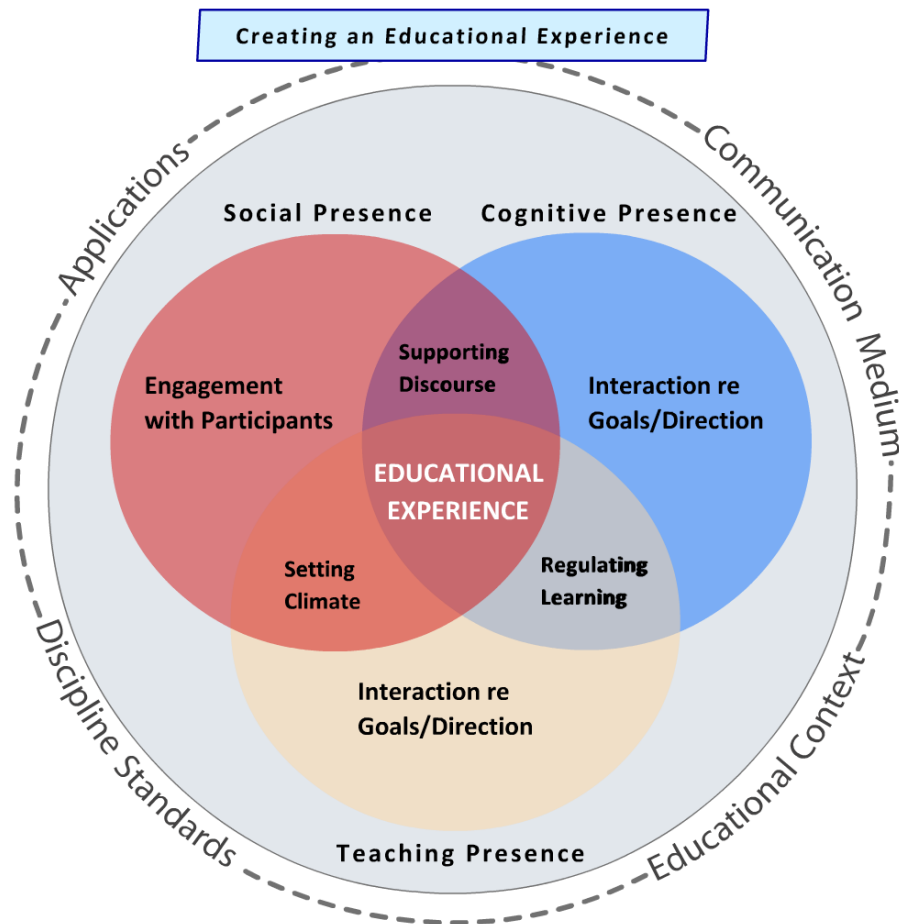 Creating an Educational Experience
Applications
Communication Medium
Social Presence
Cognitive Presence
Supporting
Discourse
Engagement
with Participants
Interaction re
Goals/Direction
EDUCATIONAL
EXPERIENCE
Setting
Climate
Regulating
Learning
Interaction re
Goals/Direction
Teaching Presence
Discipline Standards
Educational Context